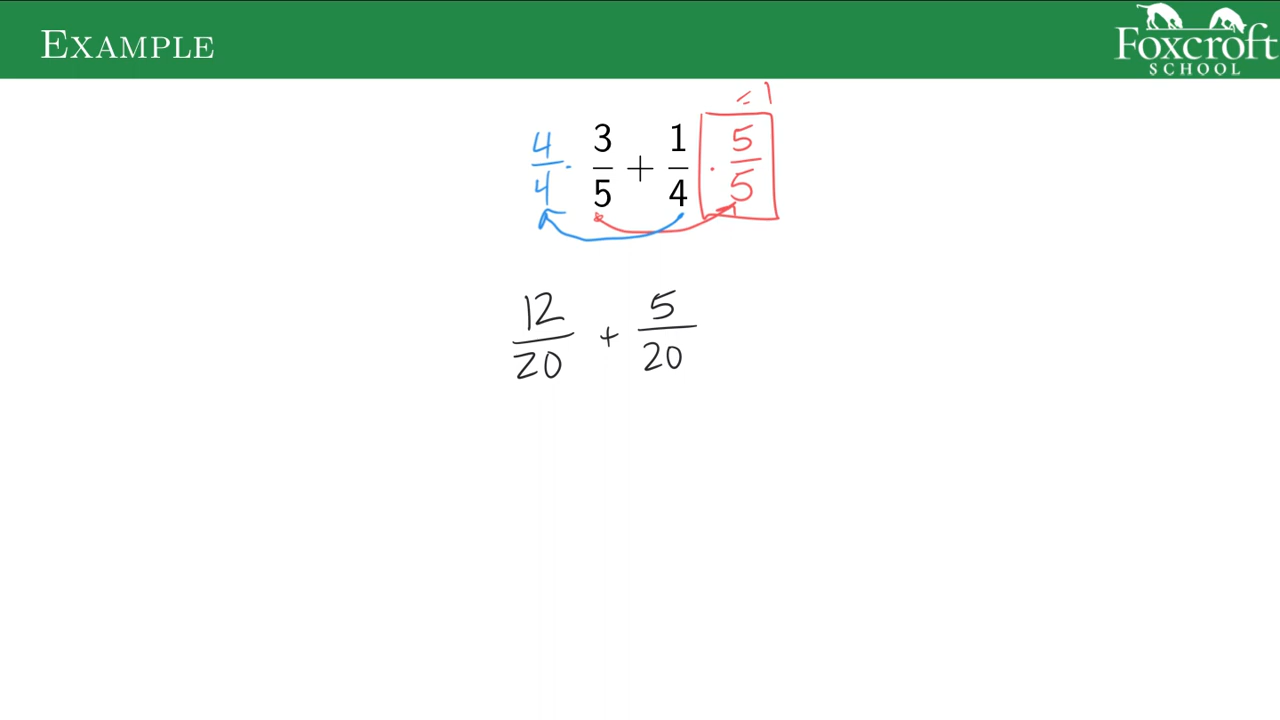 EXAMPLE
Foxcroft
SCHOOL
= 1
4/4 · 3/5 + 1/4 · 5/5
12/20 + 5/20